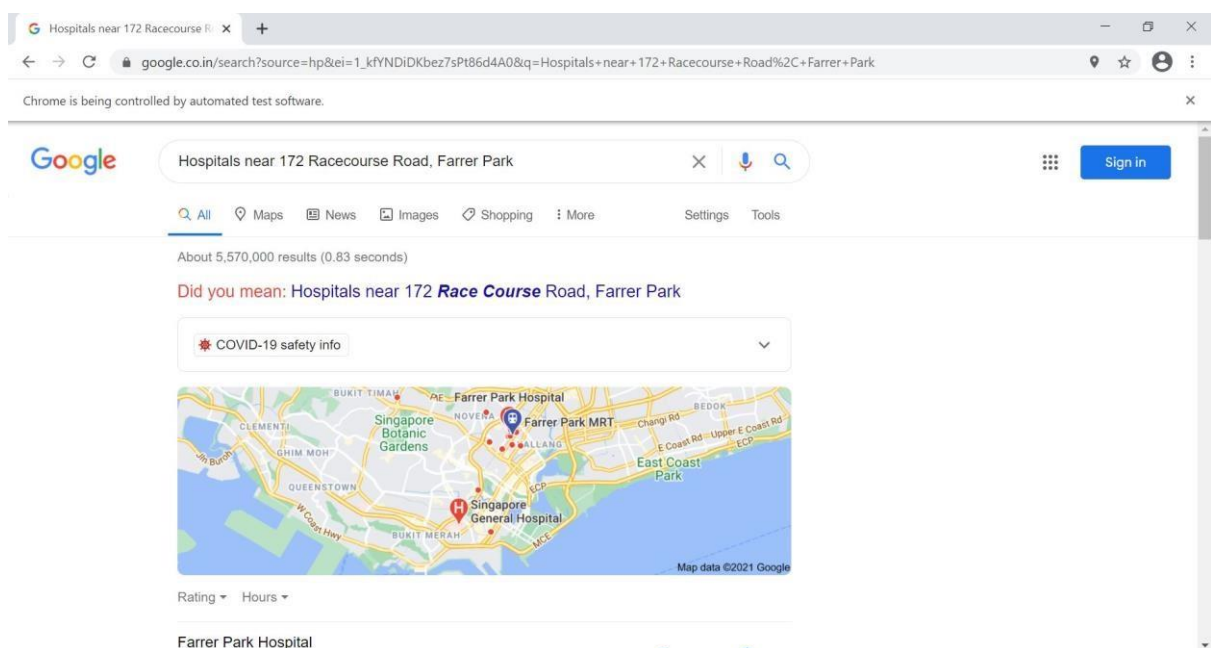 Hospitals near 172 Racecourse R
google.co.in/search?source=hp&ei=1_kfYNDiDKbez7sPt86d4A0&q=Hospitals+near+172+Racecourse+Road%2C+Farrer+Park
Chrome is being controlled by automated test software.
Google
Hospitals near 172 Racecourse Road, Farrer Park
Sign in
All Maps News Images Shopping More Settings Tools
About 5,570,000 results (0.83 seconds)
Did you mean: Hospitals near 172 Race Course Road, Farrer Park
COVID-19 safety info
BUKIT TIMAH
Farrer Park Hospital
CLEMENTI
Singapore
Botanic
Gardens
NOVENA
Farrer Park MRT
BEDOK
Changi Rd
Upper E Coast Rd
E Coast Rd
ECP
GHIM MOH
East Coast
Park
QUEENSTOWN
ECP
W Coast Hwy
Singapore
General Hospital
BUKIT MERAH
MCE
Map data ©2021 Google
Rating Hours
Farrer Park Hospital